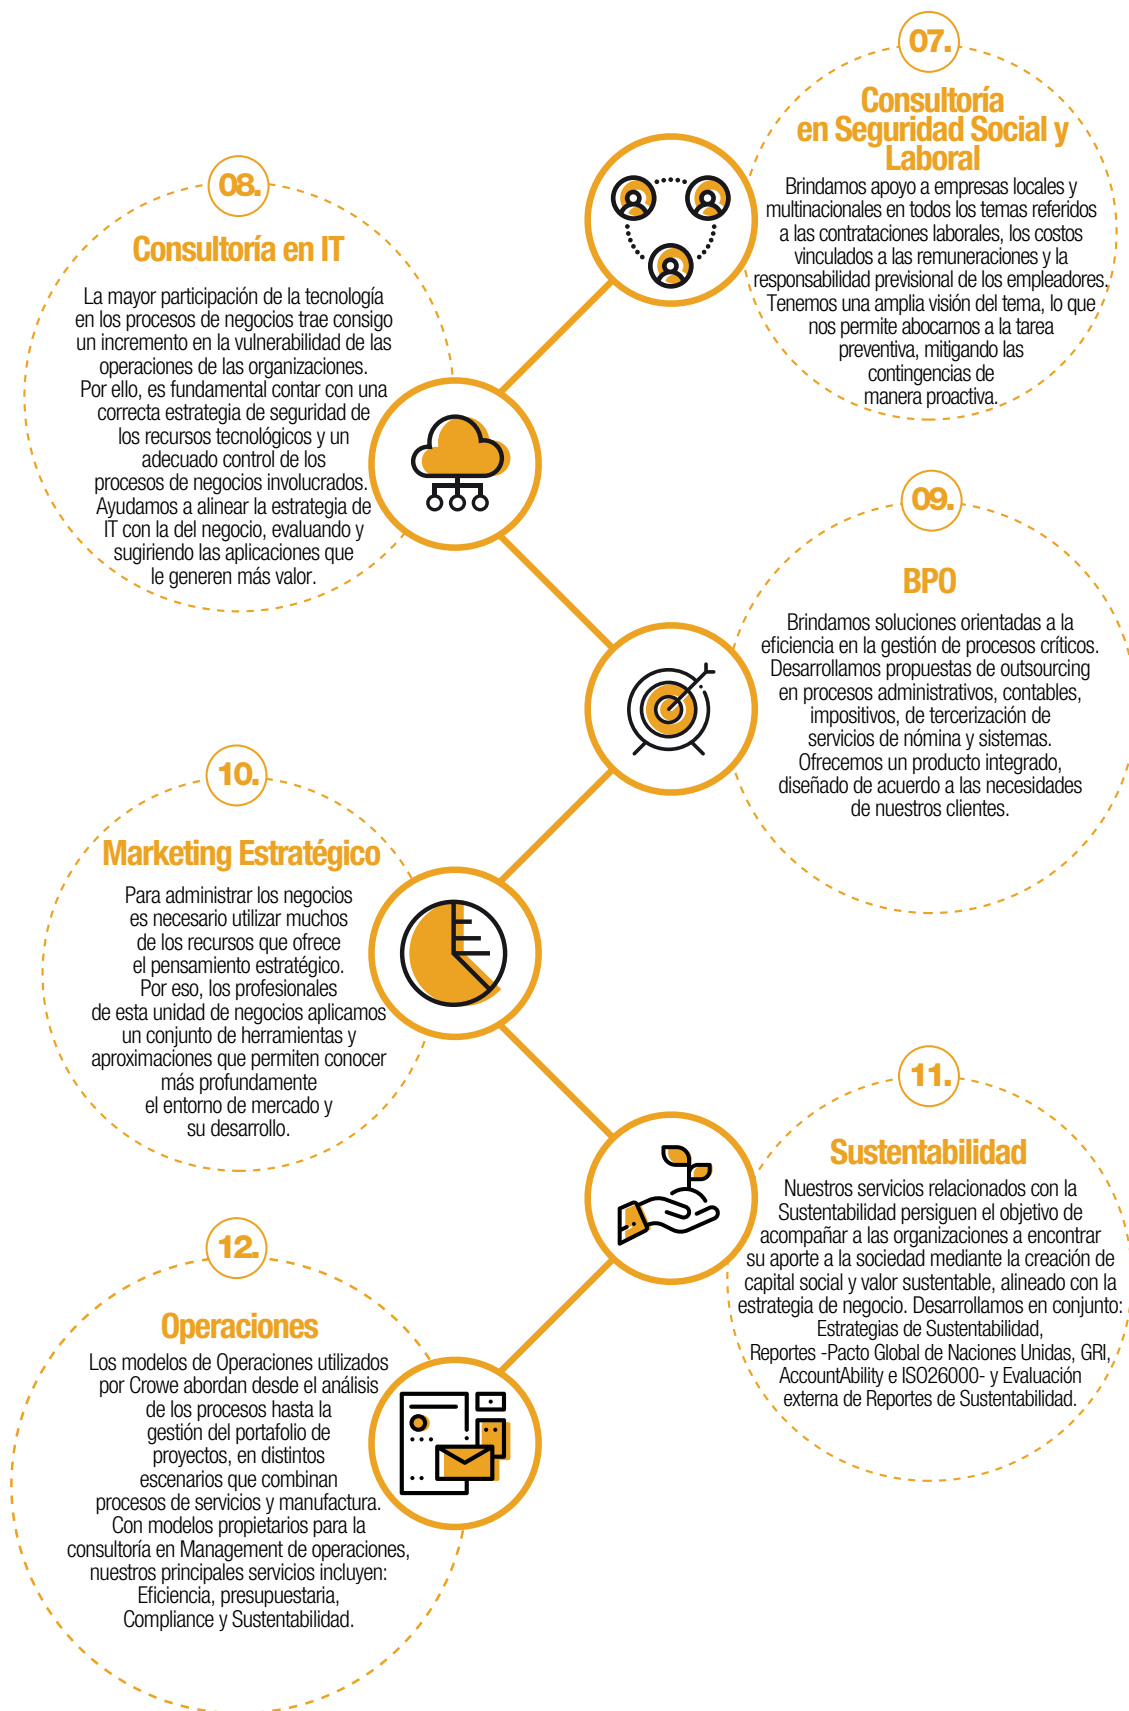 07.
Consultoría
en Seguridad Social y
Laboral
Brindamos apoyo a empresas locales y
multinacionales en todos los temas referidos
a las contrataciones laborales, los costos
vinculados a las remuneraciones y la
responsabilidad previsional de los empleadores.
Tenemos una amplia visión del tema, lo que
nos permite abocarnos a la tarea
preventiva, mitigando las
contingencias de
manera proactiva.
08.
Consultoría en IT
La mayor participación de la tecnología
en los procesos de negocios trae consigo
un incremento en la vulnerabilidad de las
operaciones de las organizaciones.
Por ello, es fundamental contar con una
correcta estrategia de seguridad de
los recursos tecnológicos y un
adecuado control de los
procesos de negocios involucrados.
Ayudamos a alinear la estrategia de
IT con la del negocio, evaluando y
sugiriendo las aplicaciones que
le generen más valor.
09.
BPO
Brindamos soluciones orientadas a la
eficiencia en la gestión de procesos críticos.
Desarrollamos propuestas de outsourcing
en procesos administrativos, contables,
impositivos, de tercerización de
servicios de nómina y sistemas.
Ofrecemos un producto integrado,
diseñado de acuerdo a las necesidades
de nuestros clientes.
10.
Marketing Estratégico
Para administrar los negocios
es necesario utilizar muchos
de los recursos que ofrece
el pensamiento estratégico.
Por eso, los profesionales
de esta unidad de negocios aplicamos
un conjunto de herramientas y
aproximaciones que permiten conocer
más profundamente
el entorno de mercado y
su desarrollo.
11.
Sustentabilidad
Nuestros servicios relacionados con la
Sustentabilidad persiguen el objetivo de
acompañar a las organizaciones a encontrar
su aporte a la sociedad mediante la creación de
capital social y valor sustentable, alineado con la
estrategia de negocio. Desarrollamos en conjunto:
Estrategias de Sustentabilidad,
Reportes -Pacto Global de Naciones Unidas, GRI,
AccountAbility e ISO26000- y Evaluación
externa de Reportes de Sustentabilidad.
12.
Operaciones
Los modelos de Operaciones utilizados
por Crowe abordan desde el análisis
de los procesos hasta la
gestión del portafolio de
proyectos, en distintos
escenarios que combinan
procesos de servicios y manufactura.
Con modelos propietarios para la
consultoría en Management de operaciones,
nuestros principales servicios incluyen:
Eficiencia, presupuestaria,
Compliance y Sustentabilidad.